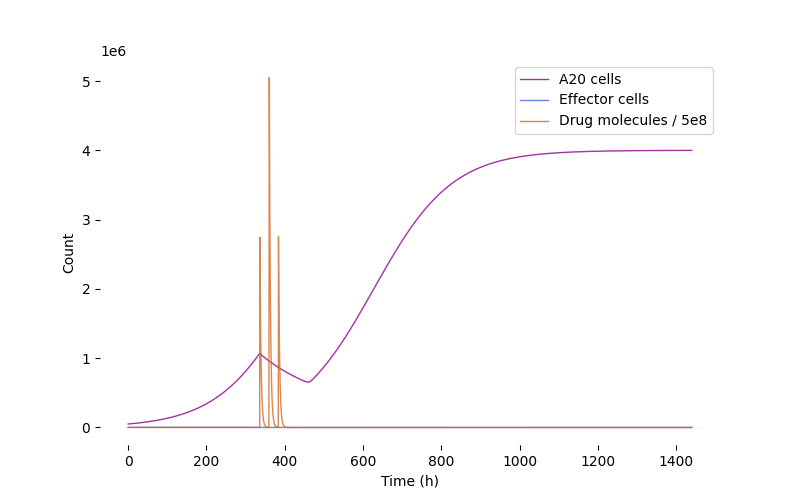 1e6
A20 cells
Effector cells
Drug molecules / 5e8
5
4
3
2
1
0
Count
0 200 400 600 800 1000 1200 1400
Time (h)